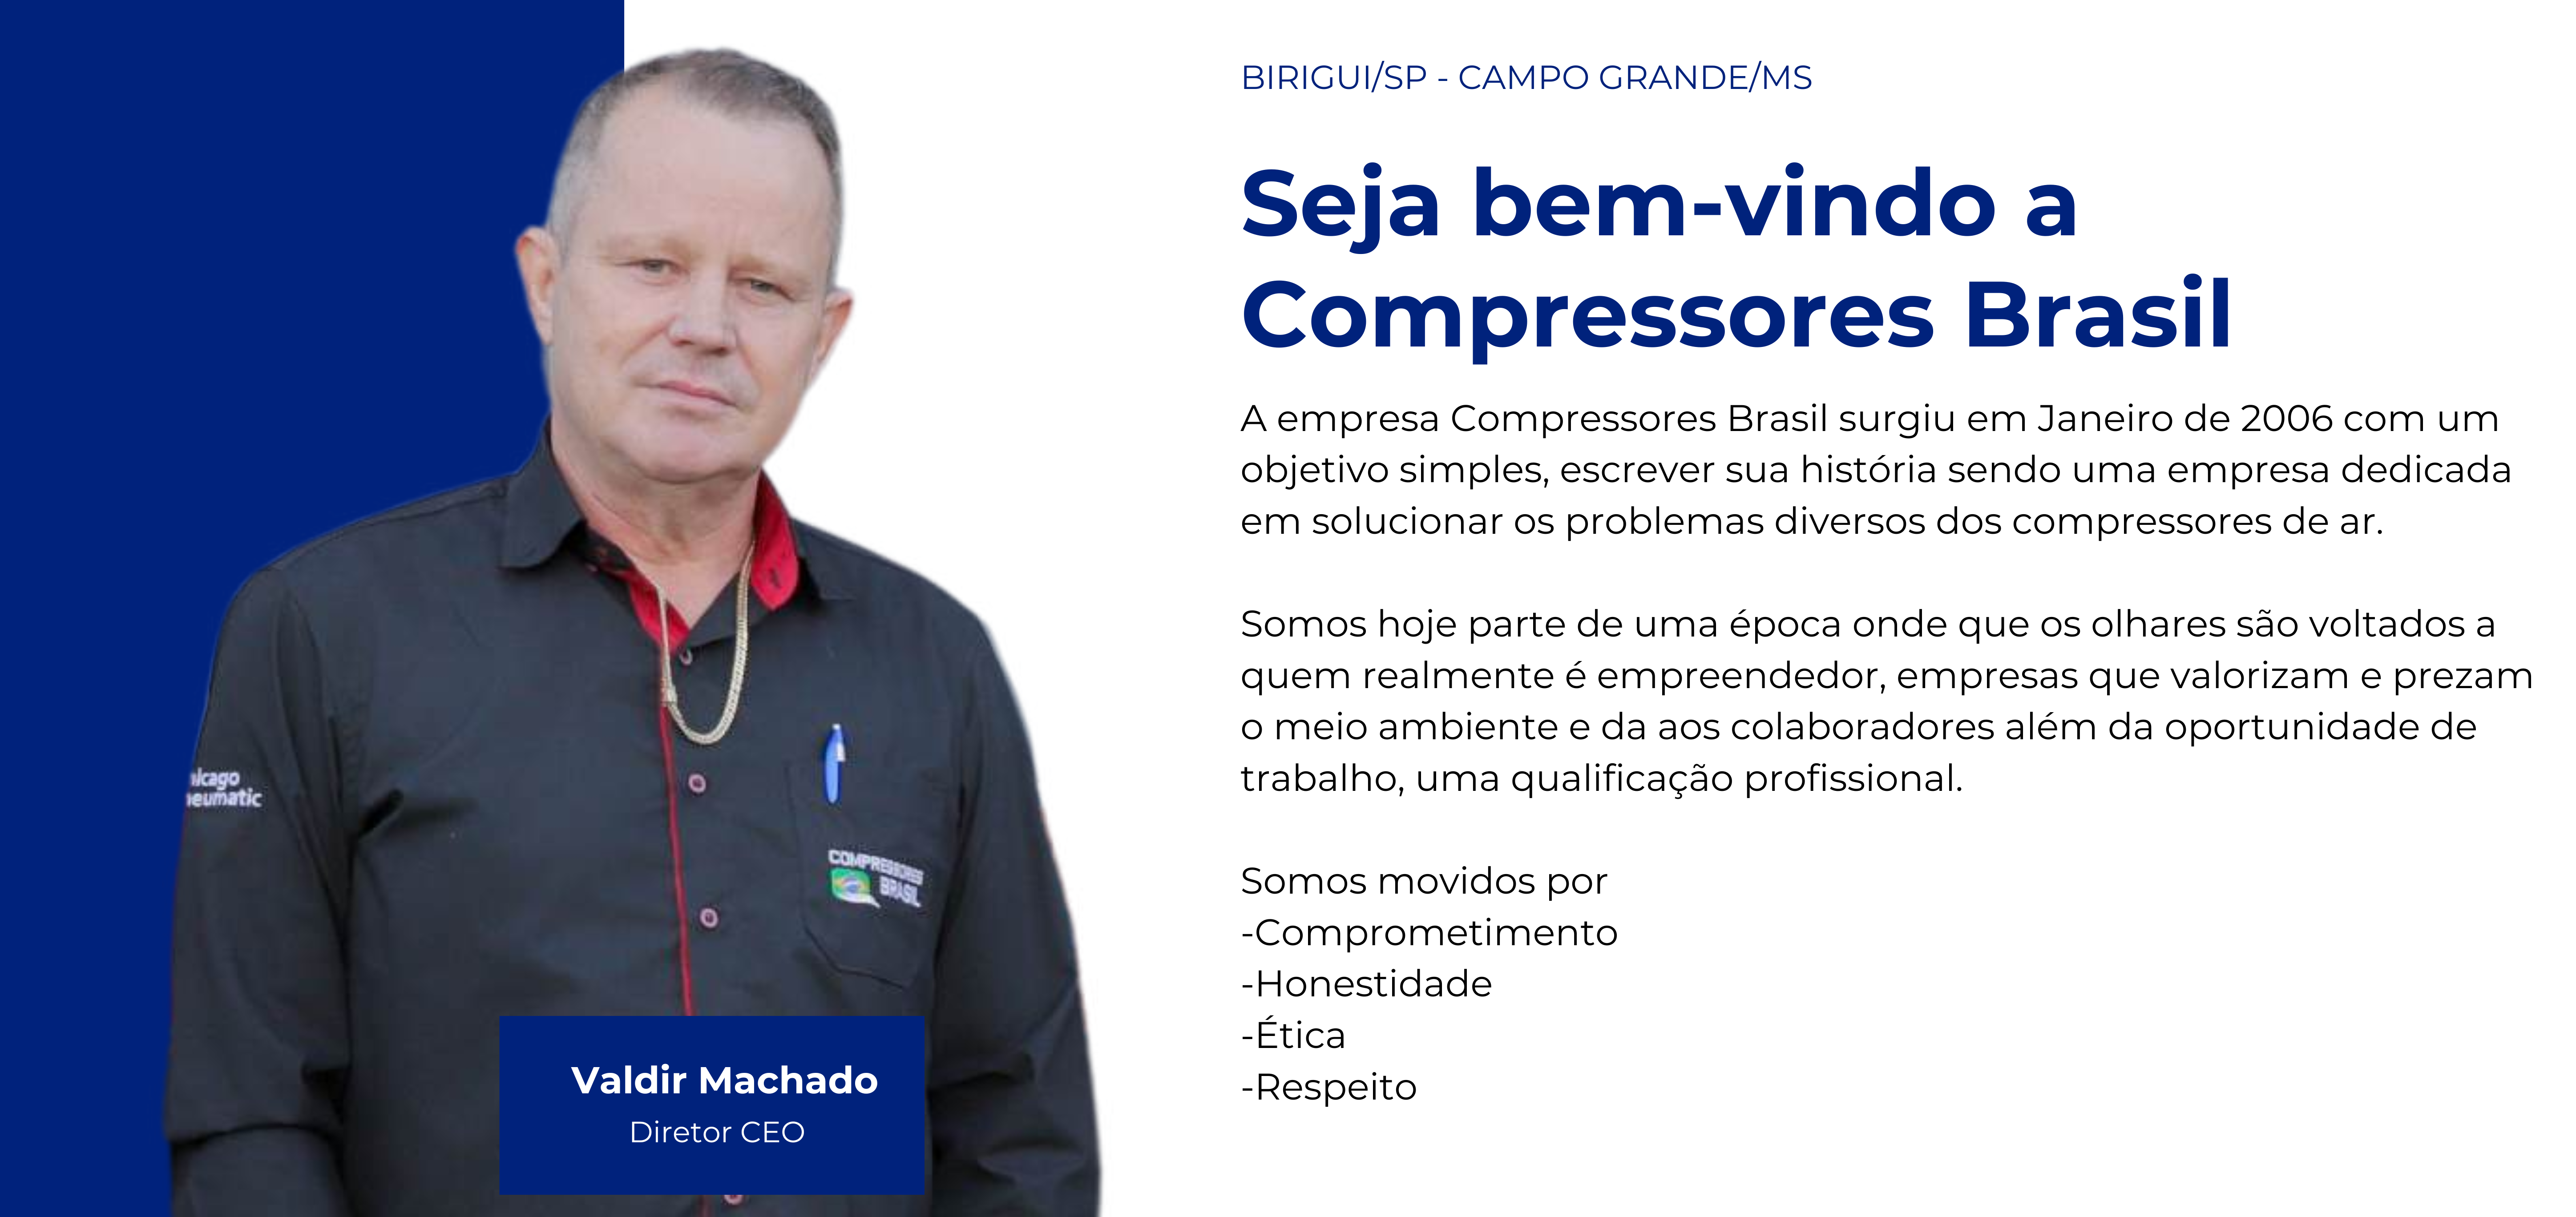 BIRIGUI/SP - CAMPO GRANDE/MS
Seja bem-vindo a
Compressores Brasil
A empresa Compressores Brasil surgiu em Janeiro de 2006 com um
objetivo simples, escrever sua história sendo uma empresa dedicada
em solucionar os problemas diversos dos compressores de ar.
Somos hoje parte de uma época onde que os olhares são voltados a
quem realmente é empreendedor, empresas que valorizam e prezam
o meio ambiente e da aos colaboradores além da oportunidade de
trabalho, uma qualificação profissional.
Somos movidos por
-Comprometimento
-Honestidade
-Ética
-Respeito
icago
neumatic
COMPRESSORES
BRASIL
Valdir Machado
Diretor CEO